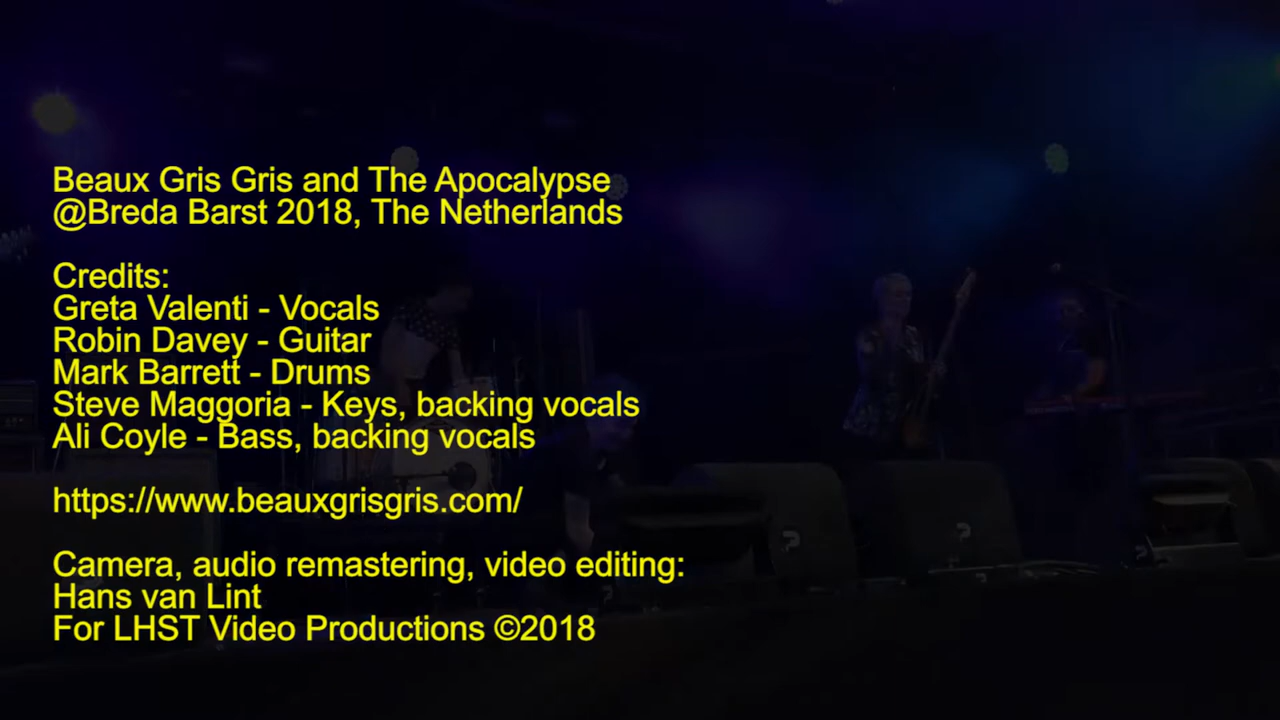 Beaux Gris Gris and The Apocalypse
@Breda Barst 2018, The Netherlands
Credits:
Greta Valenti - Vocals
Robin Davey - Guitar
Mark Barrett - Drums
Steve Maggoria - Keys, backing vocals
Ali Coyle - Bass, backing vocals
https://www.beauxgrisgris.com/
Camera, audio remastering, video editing:
Hans van Lint
For LHST Video Productions ©2018